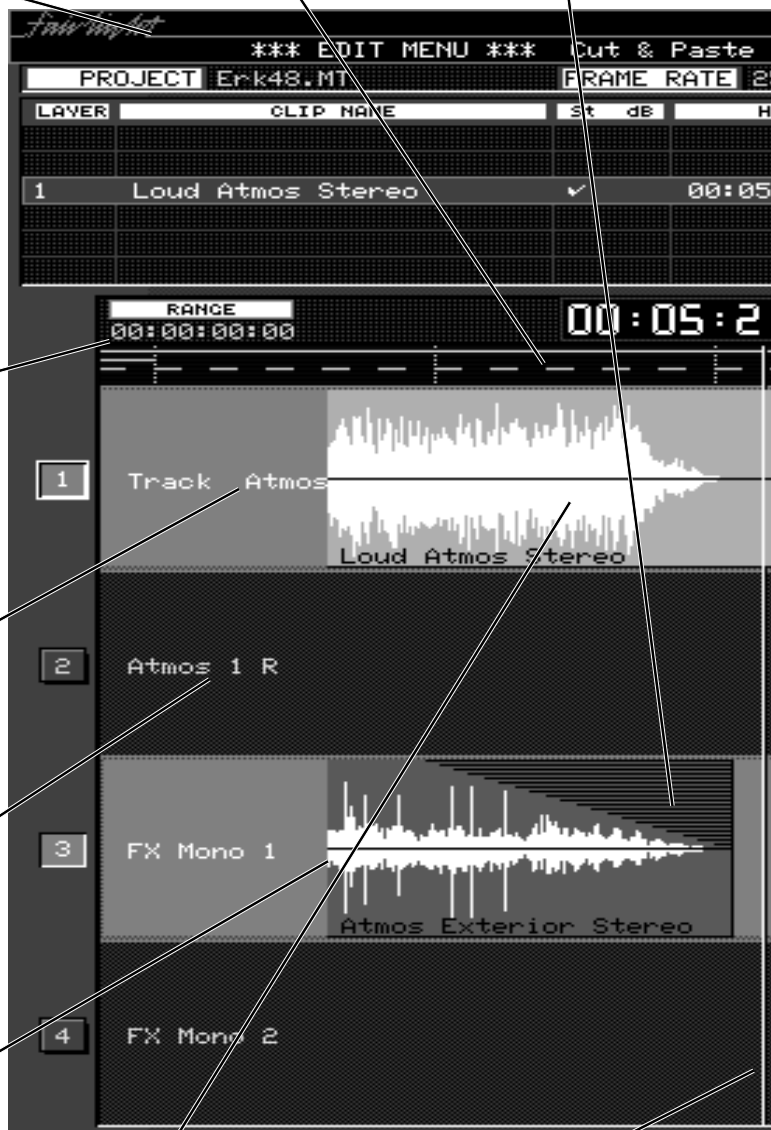 fairlight
*** EDIT MENU *** Cut & Paste
PROJECT Erk48.MT FRAME RATE 2
LAYER CLIP NAME St dB H
1 Loud Atmos Stereo ✓ 00:05
RANGE
00:00:00:00
00:05:2
1 Track Atmos
Loud Atmos Stereo
2 Atmos 1 R
3 FX Mono 1
Atmos Exterior Stereo
4 FX Mono 2